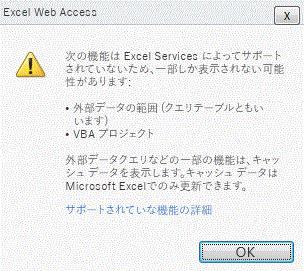 Excel Web Access
X
次の機能は Excel Services によってサポート
されていないため、一部しか表示されない可能
性があります:
• 外部データの範囲 (クエリテーブルともい
います)
• VBA プロジェクト
外部データクエリなどの一部の機能は、キャッシ
ュ データを表示します。キャッシュ データは
Microsoft Excelでのみ更新できます。
サポートされていな機能の詳細
OK